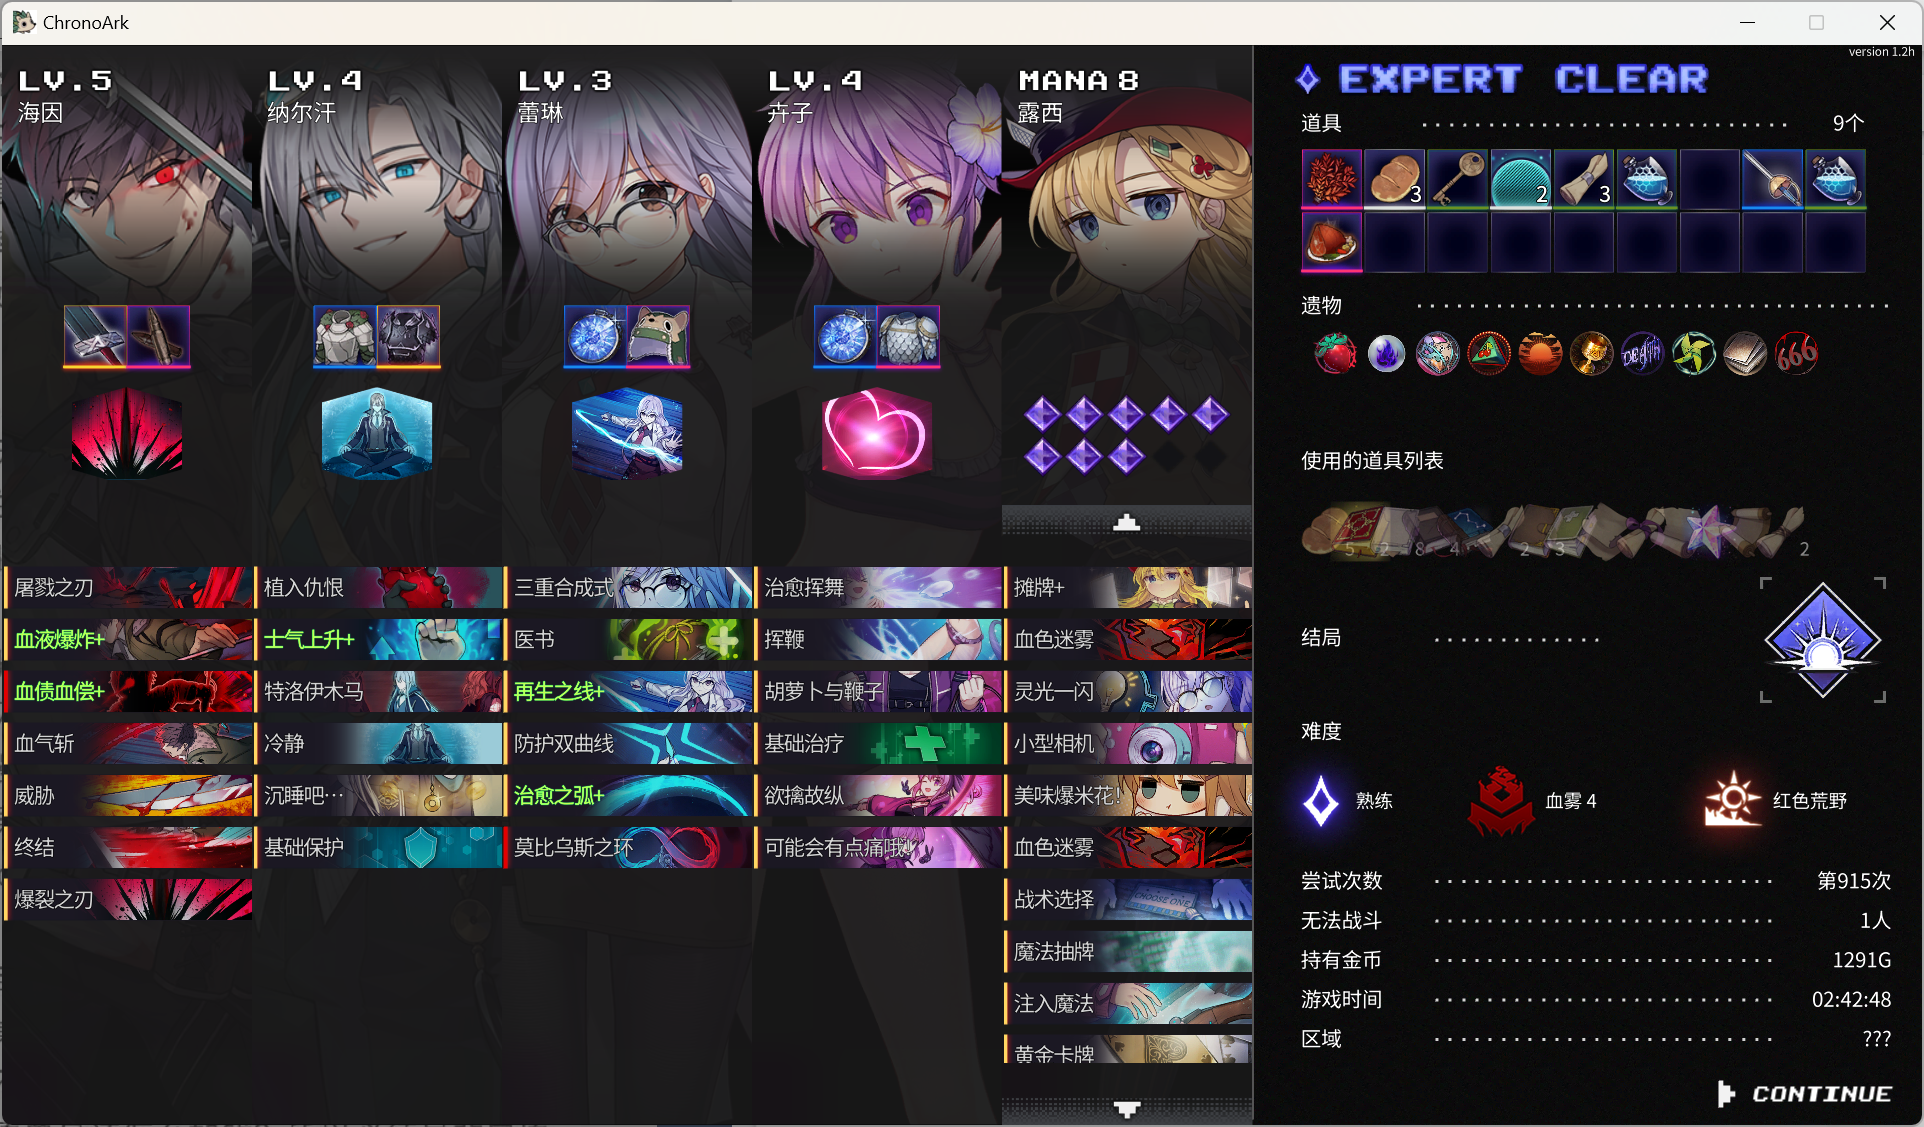 ChronoArk
version 1.2h
LV.5
海因
LV.4
纳尔汗
LV.3
蕾琳
LV.4
卉子
MANA 8
露西
屠戮之刃
血液爆炸+
血债血偿+
血气斩
威胁
终结
爆裂之刃
植入仇恨
士气上升+
特洛伊木马
冷静
沉睡吧…
基础保护
三重合成式
医书
再生之线+
防护双曲线
治愈之弧+
莫比乌斯之环
治愈挥舞
挥鞭
胡萝卜与鞭子
基础治疗
欲擒故纵
可能会有点痛哦!
摊牌+
血色迷雾
灵光一闪
小型相机
美味爆米花!
血色迷雾
战术选择
CHOOSE ONE
魔法抽牌
注入魔法
黄金卡牌
EXPERT CLEAR
道具 9个
3 2 3
遗物
DEATH 666
使用的道具列表
5 2 8 4 2 3 2
结局
难度
熟练 血雾 4 红色荒野
尝试次数 第915次
无法战斗 1人
持有金币 1291G
游戏时间 02:42:48
区域 ???
CONTINUE